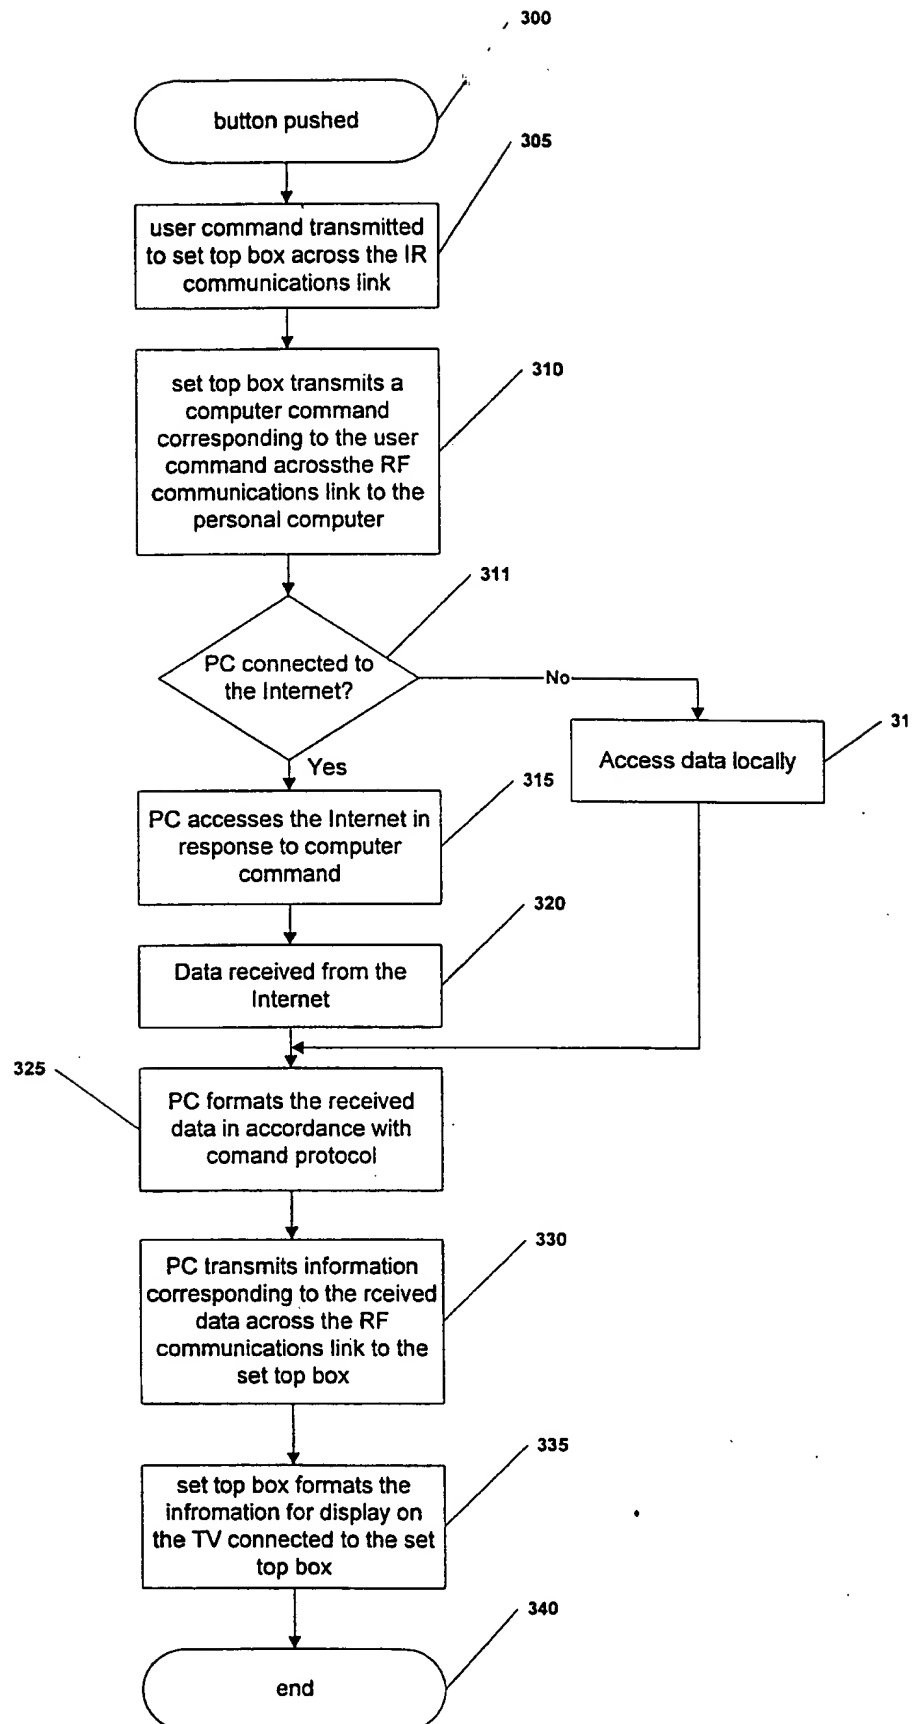 300
button pushed
305
user command transmitted
to set top box across the IR
communications link
310
set top box transmits a
computer command
corresponding to the user
command acrossthe RF
communications link to the
personal computer
311
PC connected to
the Internet?
No
31
Access data locally
Yes
315
PC accesses the Internet in
response to computer
command
320
Data received from the
Internet
325
PC formats the received
data in accordance with
comand protocol
330
PC transmits information
corresponding to the rceived
data across the RF
communications link to the
set top box
335
set top box formats the
infromation for display on
the TV connected to the set
top box
340
end